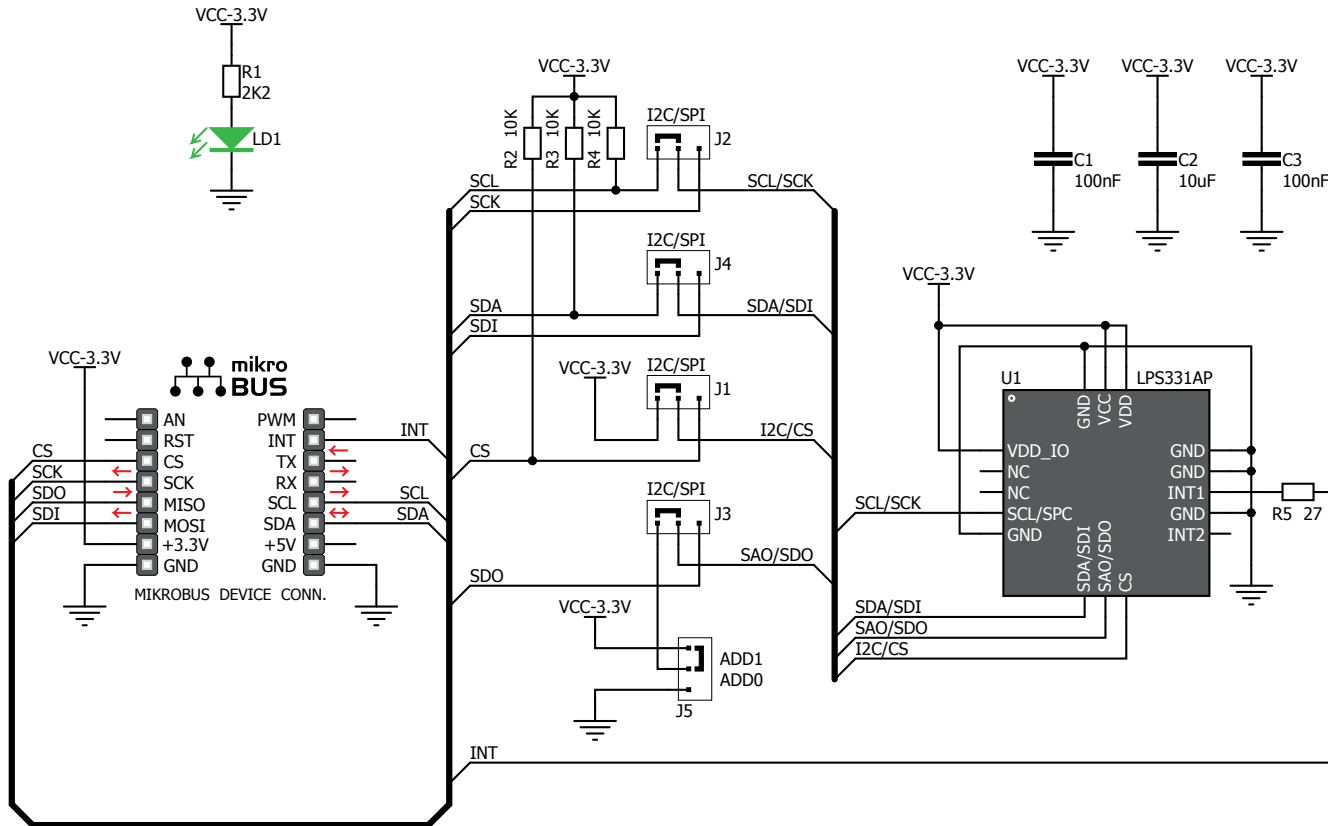 VCC-3.3V
R1
2K2
LD1
VCC-3.3V
R2 10K
R3 10K
R4 10K
I2C/SPI
J2
SCL
SCK
SCL/SCK
I2C/SPI
J4
SDA
SDI
SDA/SDI
VCC-3.3V
I2C/SPI
J1
CS
I2C/CS
I2C/SPI
J3
SDO
SAO/SDO
VCC-3.3V
ADD1
ADD0
J5
INT
VCC-3.3V
C1
100nF
VCC-3.3V
C2
10uF
VCC-3.3V
C3
100nF
VCC-3.3V
mikro
BUS
AN
RST
CS
SCK
MISO
MOSI
+3.3V
GND
PWM
INT
TX
RX
SCL
SDA
+5V
GND
MIKROBUS DEVICE CONN.
CS
SCK
SDO
SDI
INT
SCL
SDA
VCC-3.3V
U1
LPS331AP
GND
VCC
VDD
VDD_IO
NC
NC
SCL/SPC
GND
GND
GND
INT1
GND
INT2
SDA/SDI
SAO/SDO
CS
R5 27
SCL/SCK
SDA/SDI
SAO/SDO
I2C/CS